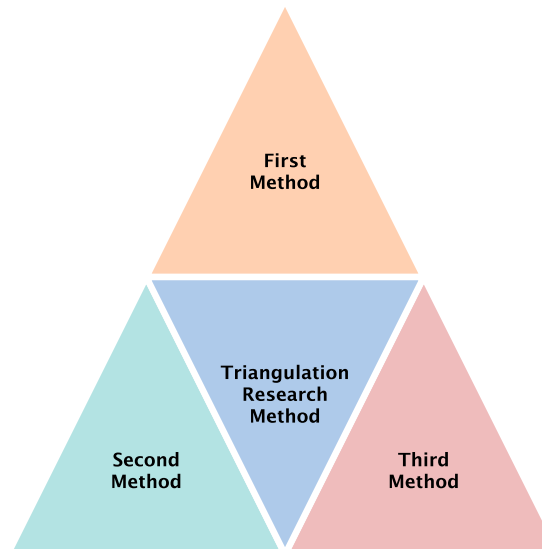 First
Method
Triangulation
Research
Method
Second
Method
Third
Method